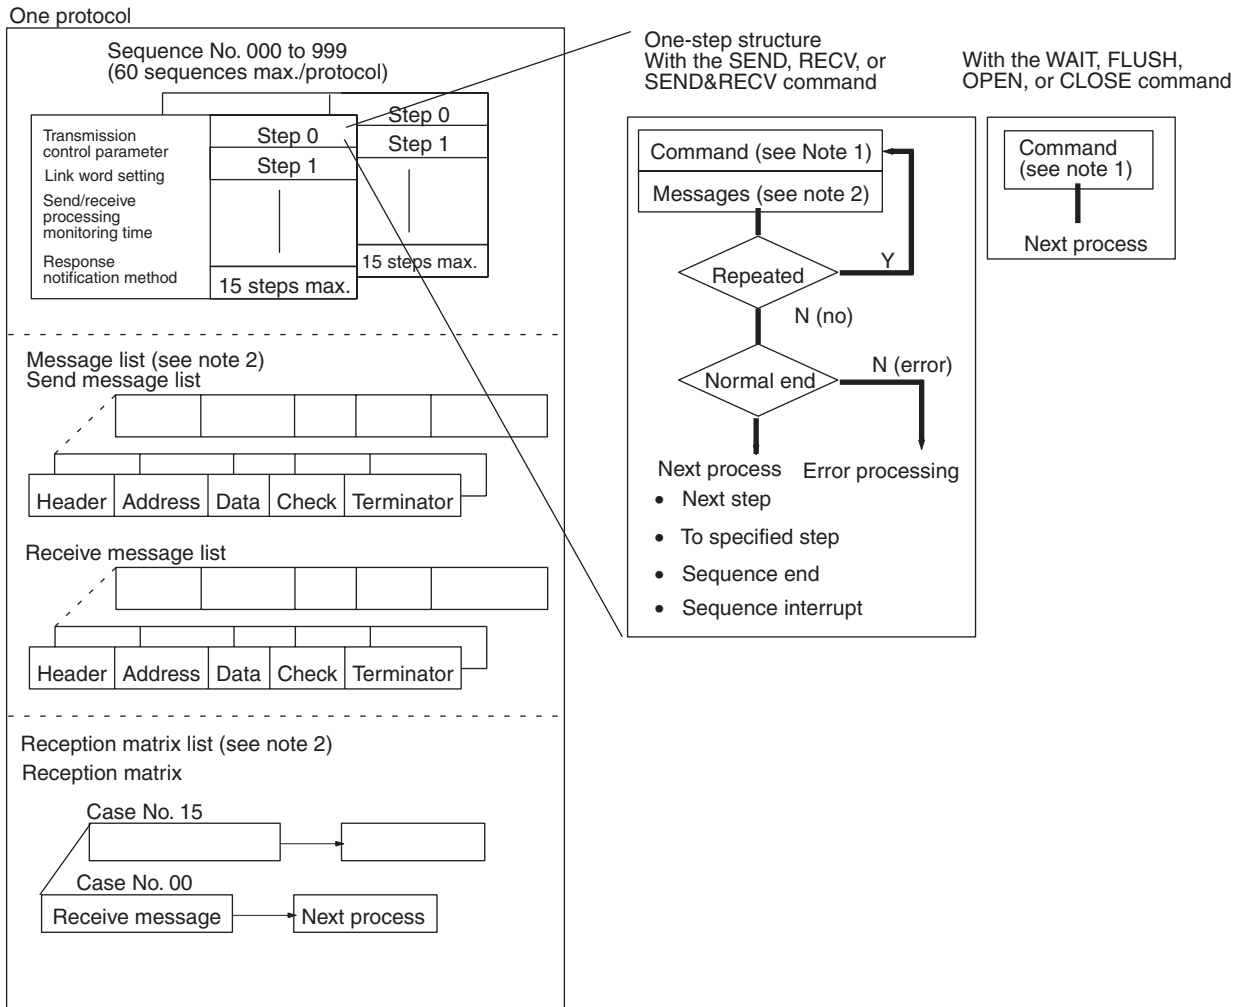 One protocol
Sequence No. 000 to 999
(60 sequences max./protocol)
Transmission
control parameter
Link word setting
Send/receive
processing
monitoring time
Response
notification method
Step 0
Step 1
15 steps max.
Step 0
Step 1
15 steps max.
Message list (see note 2)
Send message list
Header Address Data Check Terminator
Receive message list
Header Address Data Check Terminator
Reception matrix list (see note 2)
Reception matrix
Case No. 15
Case No. 00
Receive message Next process
One-step structure
With the SEND, RECV, or
SEND&RECV command
Command (see Note 1)
Messages (see note 2)
Repeated
Y
N (no)
Normal end
N (error)
Next process Error processing
• Next step
• To specified step
• Sequence end
• Sequence interrupt
With the WAIT, FLUSH,
OPEN, or CLOSE command
Command
(see note 1)
Next process